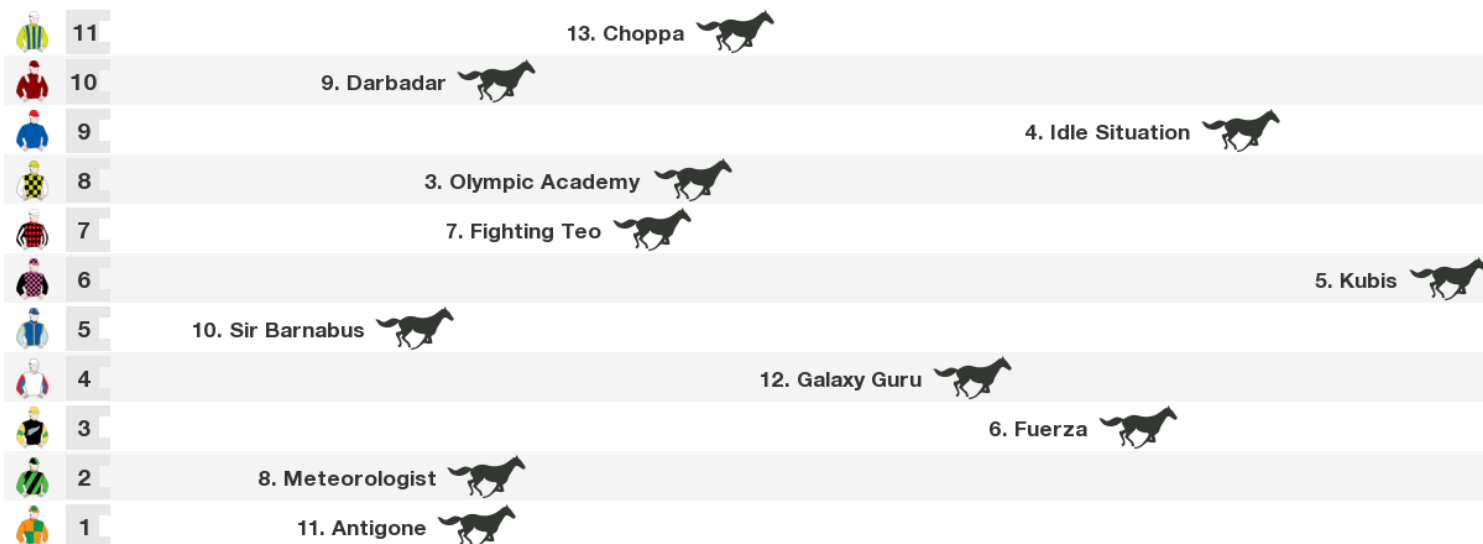 11 13. Choppa
10 9. Darbadar
9 4. Idle Situation
8 3. Olympic Academy
7 7. Fighting Teo
6 5. Kubis
5 10. Sir Barnabus
4 12. Galaxy Guru
3 6. Fuerza
2 8. Meteorologist
1 11. Antigone